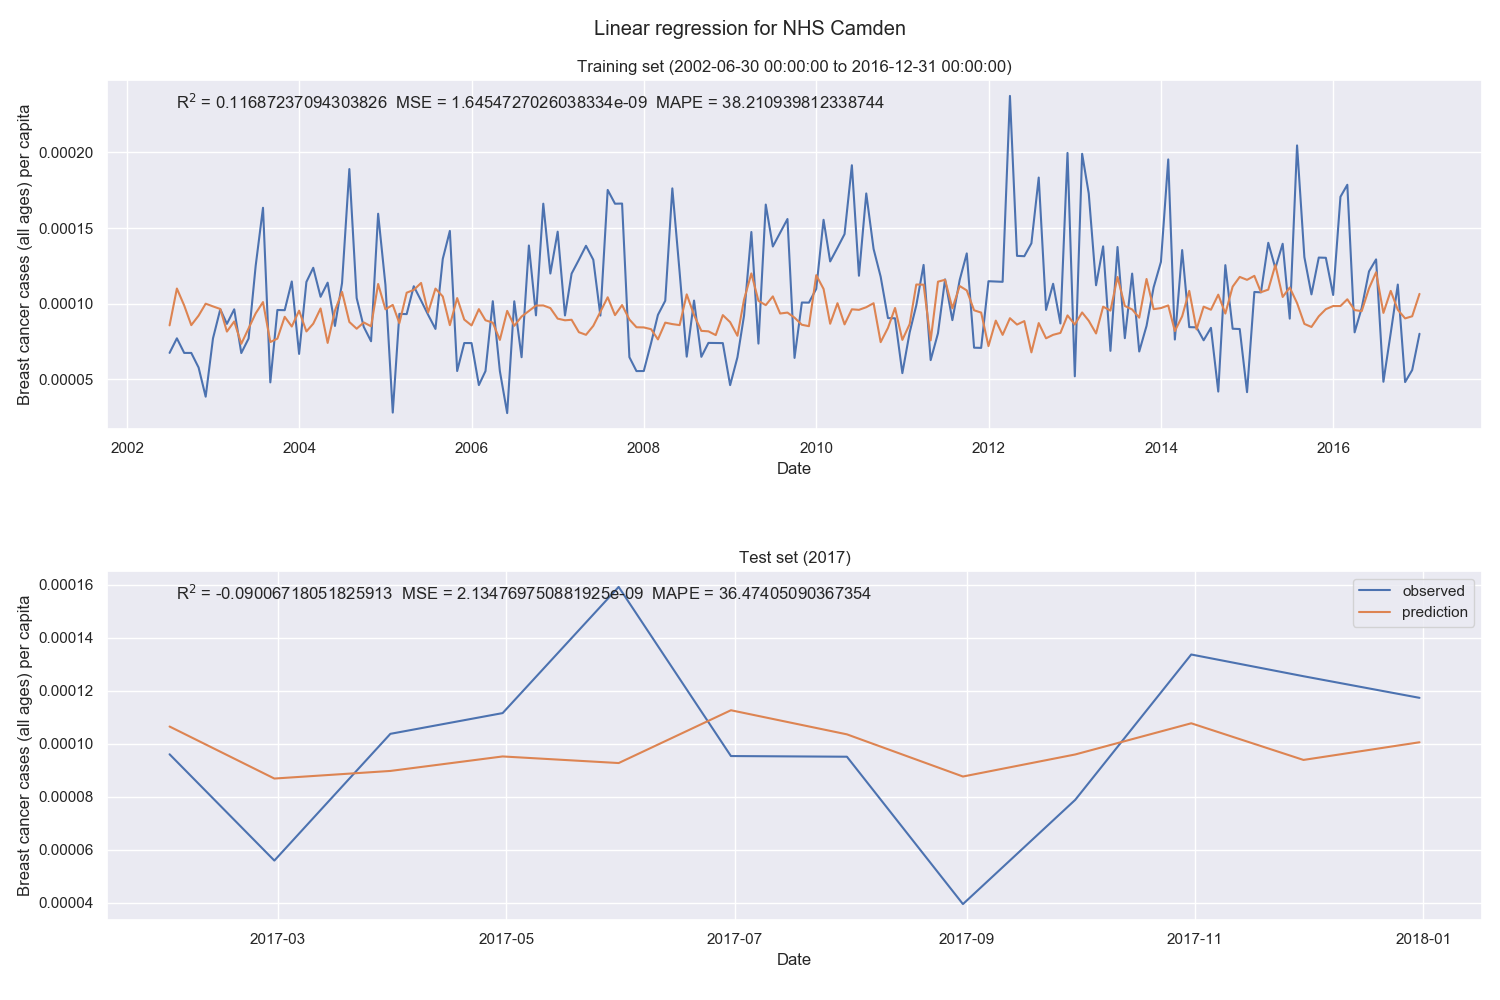 Linear regression for NHS Camden
Training set (2002-06-30 00:00:00 to 2016-12-31 00:00:00)
R² = 0.11687237094303826 MSE = 1.6454727026038334e-09 MAPE = 38.210939812338744
Breast cancer cases (all ages) per capita
0.00020
0.00015
0.00010
0.00005
2002 2004 2006 2008 2010 2012 2014 2016
Date
Test set (2017)
R² = -0.09006718051825913 MSE = 2.134769750881925e-09 MAPE = 36.47405090367354
observed
prediction
Breast cancer cases (all ages) per capita
0.00016
0.00014
0.00012
0.00010
0.00008
0.00006
0.00004
2017-03 2017-05 2017-07 2017-09 2017-11 2018-01
Date